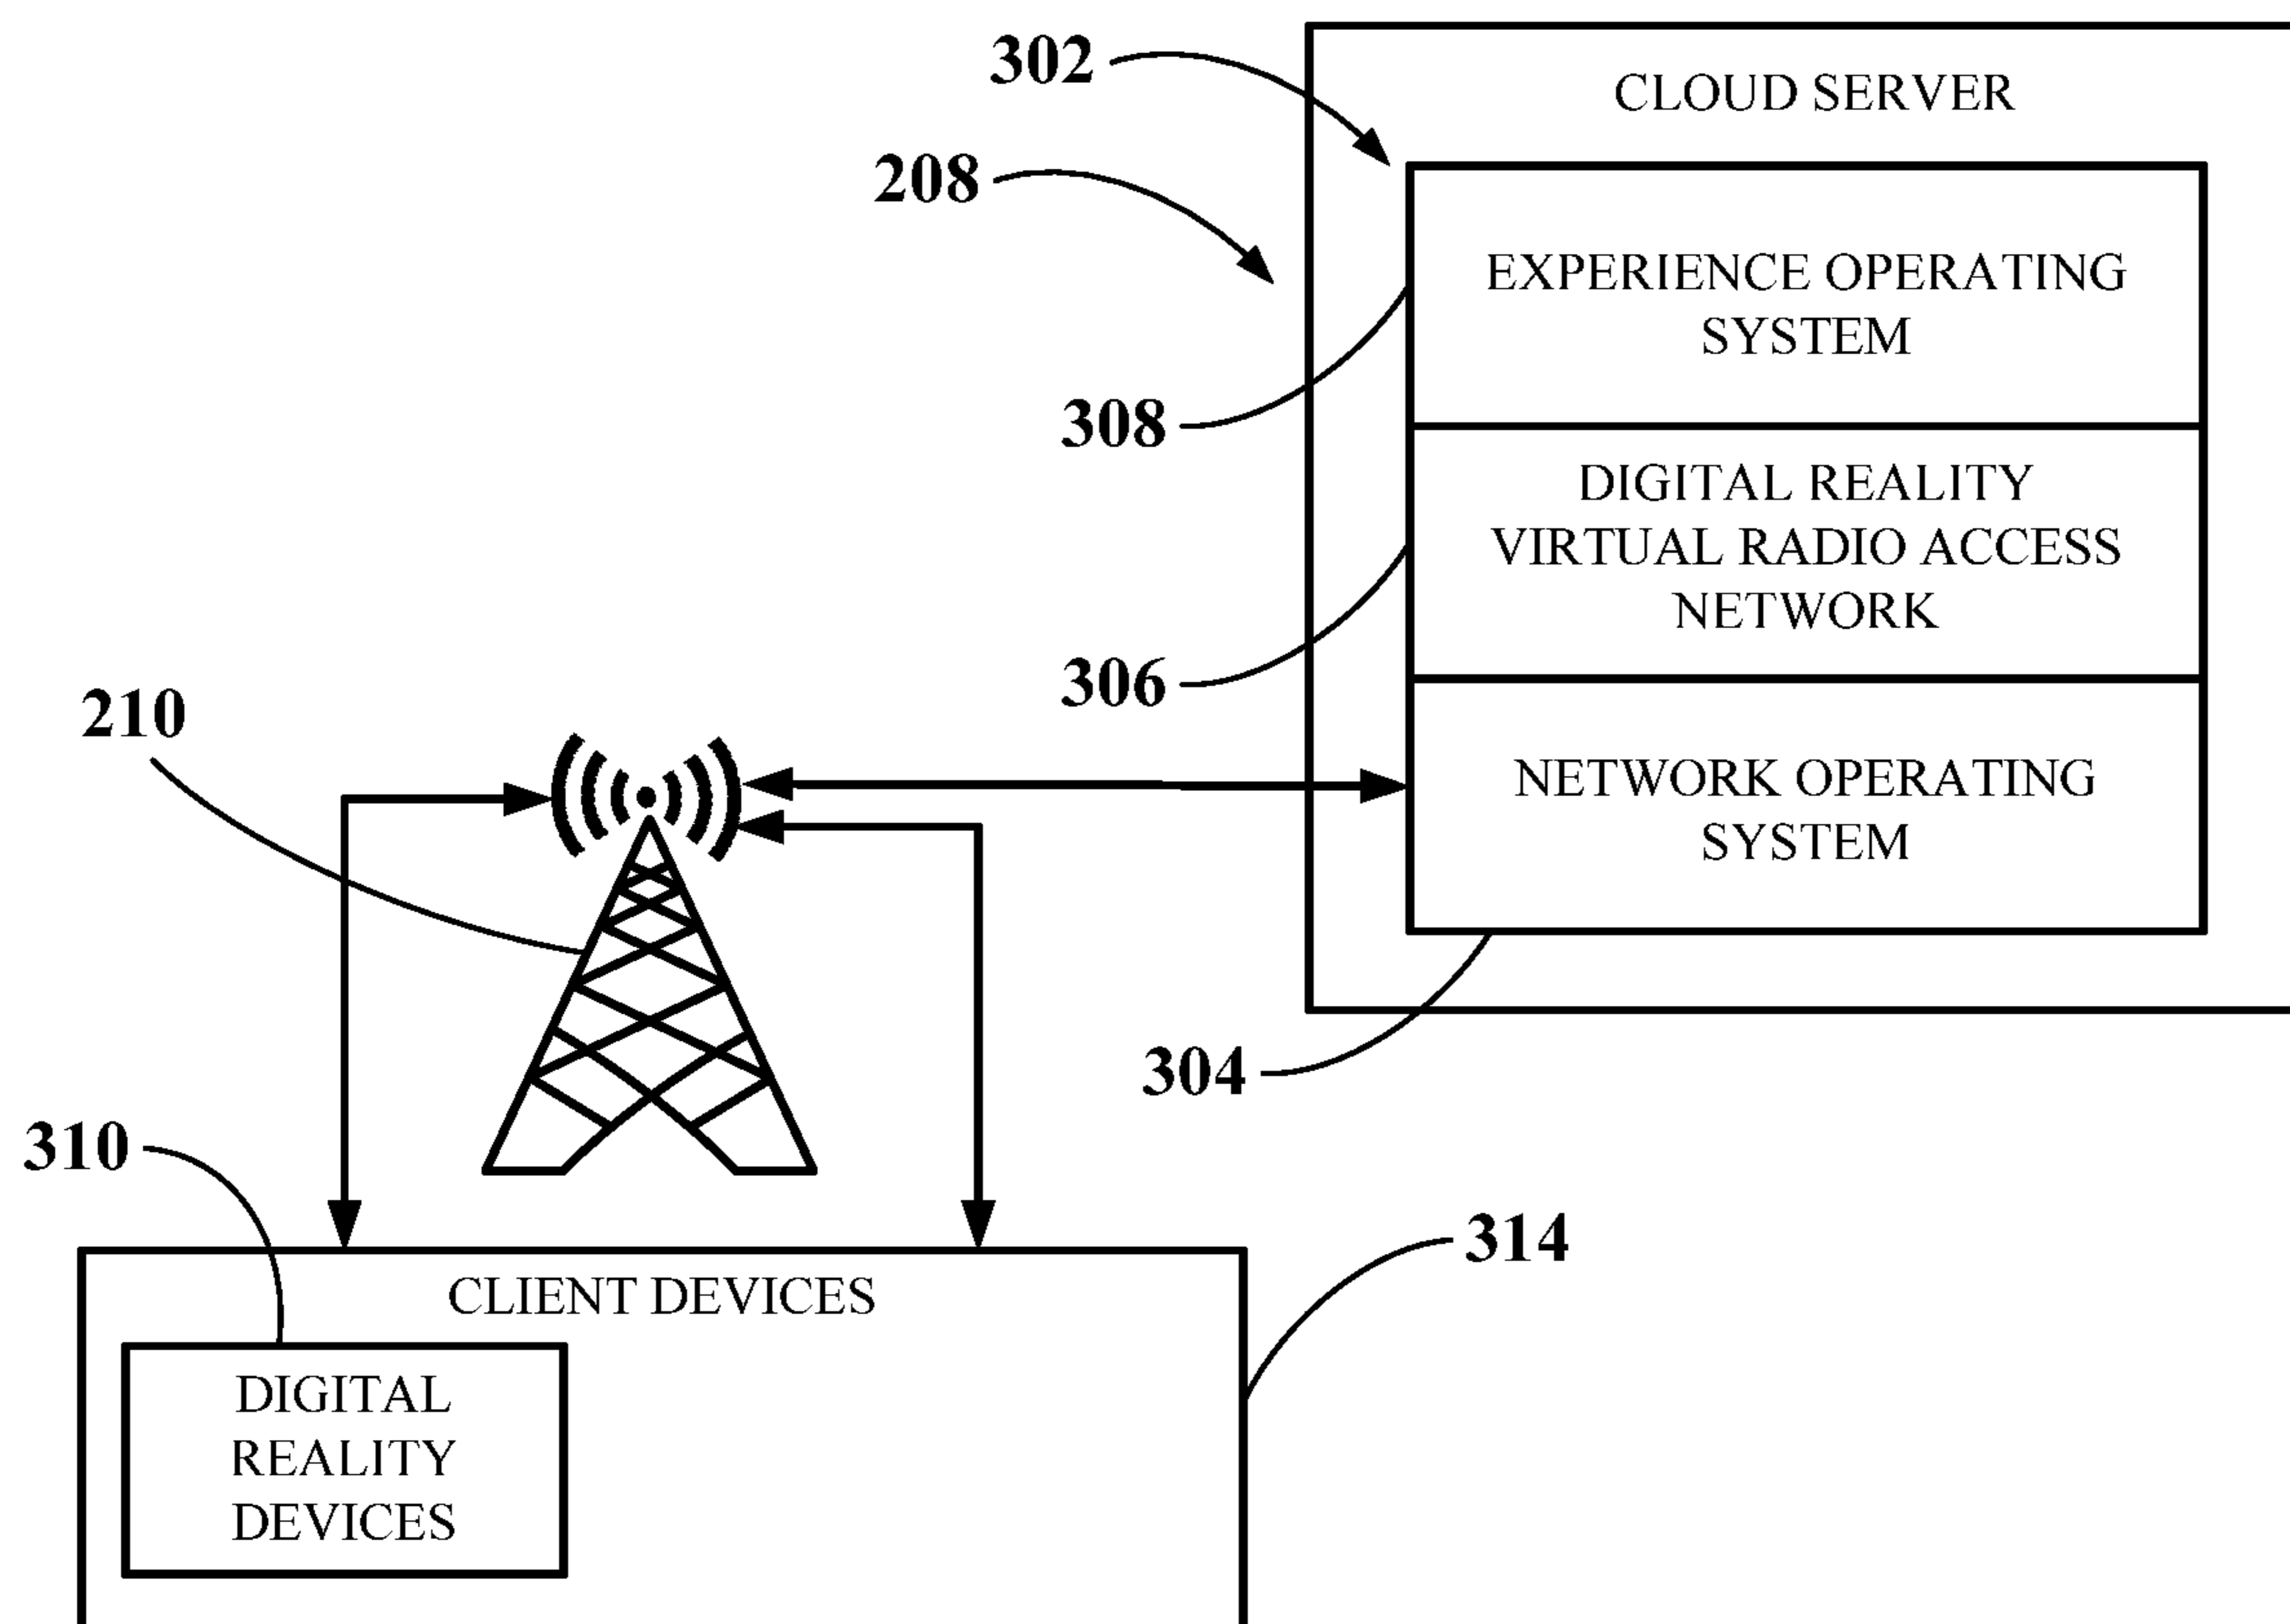 302
CLOUD SERVER
208
EXPERIENCE OPERATING
SYSTEM
308
DIGITAL REALITY
VIRTUAL RADIO ACCESS
NETWORK
306
210
NETWORK OPERATING
SYSTEM
304
310
314
CLIENT DEVICES
DIGITAL
REALITY
DEVICES